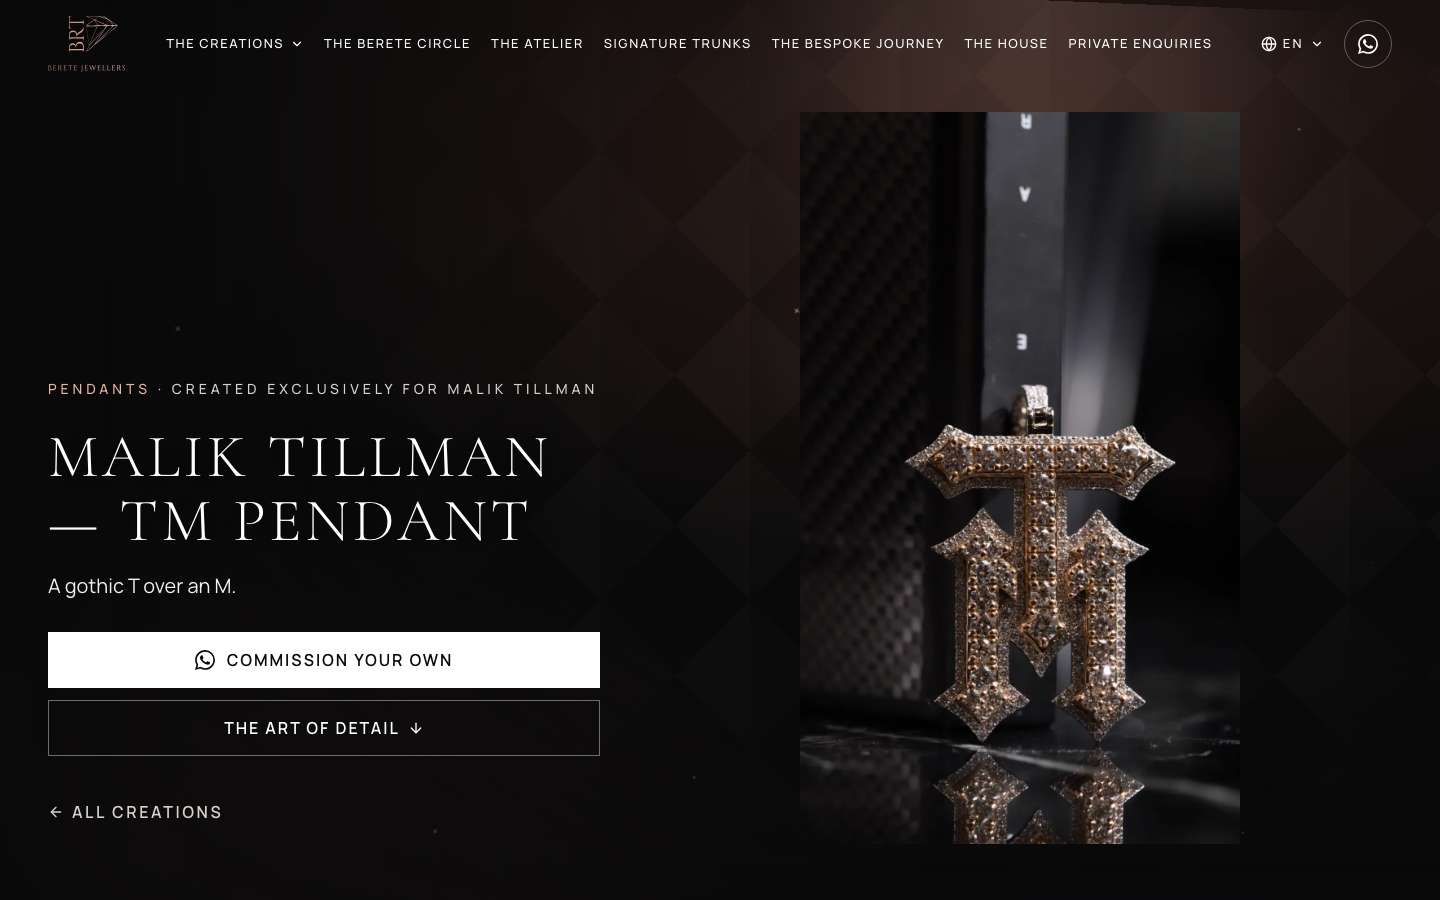 BRT
BERETE JEWELLERS
THE CREATIONS
THE BERETE CIRCLE
THE ATELIER
SIGNATURE TRUNKS
THE BESPOKE JOURNEY
THE HOUSE
PRIVATE ENQUIRIES
EN
R
A
E
PENDANTS · CREATED EXCLUSIVELY FOR MALIK TILLMAN
MALIK TILLMAN
— TM PENDANT
A gothic T over an M.
COMMISSION YOUR OWN
THE ART OF DETAIL ↓
← ALL CREATIONS
TM